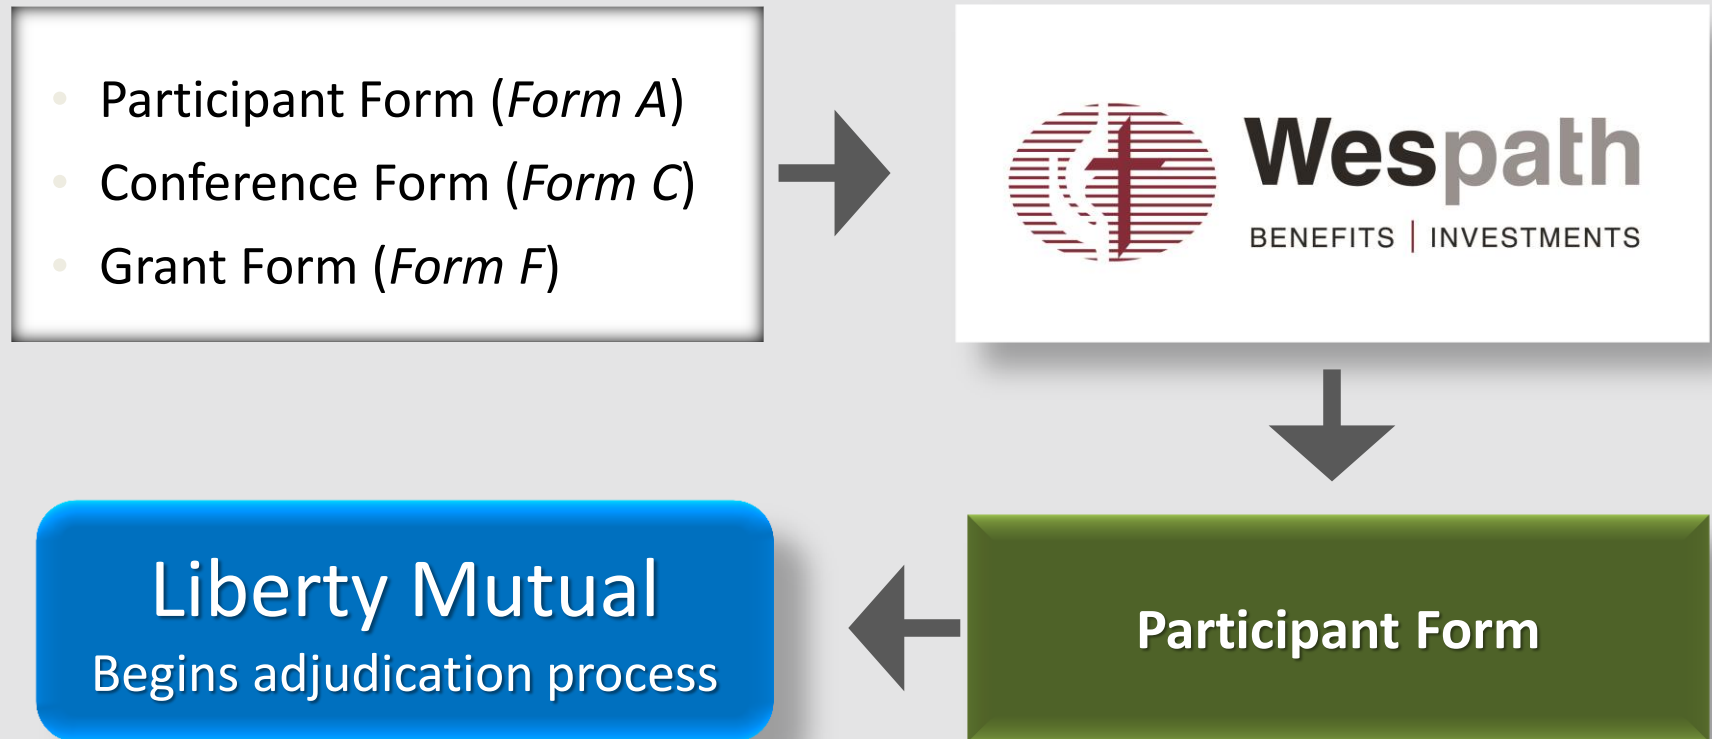 • Participant Form (Form A)
• Conference Form (Form C)
• Grant Form (Form F)
Wespath
BENEFITS | INVESTMENTS
Participant Form
Liberty Mutual
Begins adjudication process